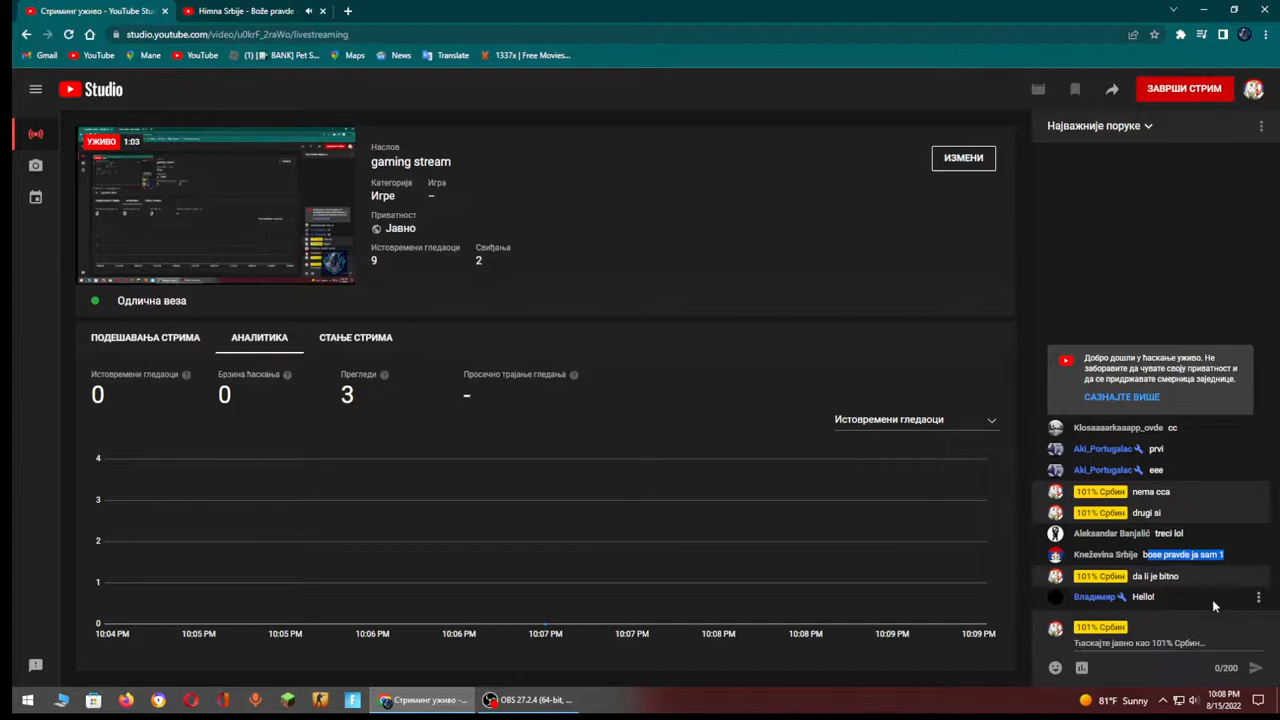 Стриминг уживо - YouTube Stu
Himna Srbije - Bože pravde
studio.youtube.com/video/u0krF_2raWo/livestreaming
Gmail
YouTube
Mane
YouTube
(1) [ BANK] Pet S...
Maps
News
Translate
1337x | Free Movies...
Studio
ЗАВРШИ СТРИМ
Најважније поруке
УЖИВО 1:03
Наслов
gaming stream
ИЗМЕНИ
Категорија Игра
Игре –
Приватност
Јавно
Истовремени гледаоци Свиђања
9 2
Одлична веза
ПОДЕШАВАЊА СТРИМА
АНАЛИТИКА
СТАЊЕ СТРИМА
Истовремени гледаоци
0
Брзина ћаскања
0
Прегледи
3
Просечно трајање гледања
-
Истовремени гледаоци
4
3
2
1
0
10:04 PM 10:05 PM 10:05 PM 10:06 PM 10:06 PM 10:07 PM 10:07 PM 10:08 PM 10:08 PM 10:09 PM 10:09 PM
Добро дошли у ћаскање уживо. Не
заборавите да чувате своју приватност и
да се придржавате смерница заједнице.
САЗНАЈТЕ ВИШЕ
Klosaaaarkaaapp_ovde cc
Aki_Portugalac prvi
Aki_Portugalac eee
101% Србин nema cca
101% Србин drugi si
Aleksandar Banjalić treci lol
Kneževina Srbije bose pravde ja sam 1
101% Србин da li je bitno
Владимир Hello!
101% Србин
Ћаскајте јавно као 101% Србин...
0/200
Стриминг уживо - ...
OBS 27.2.4 (64-bit, ...
81°F Sunny
10:08 PM
8/15/2022